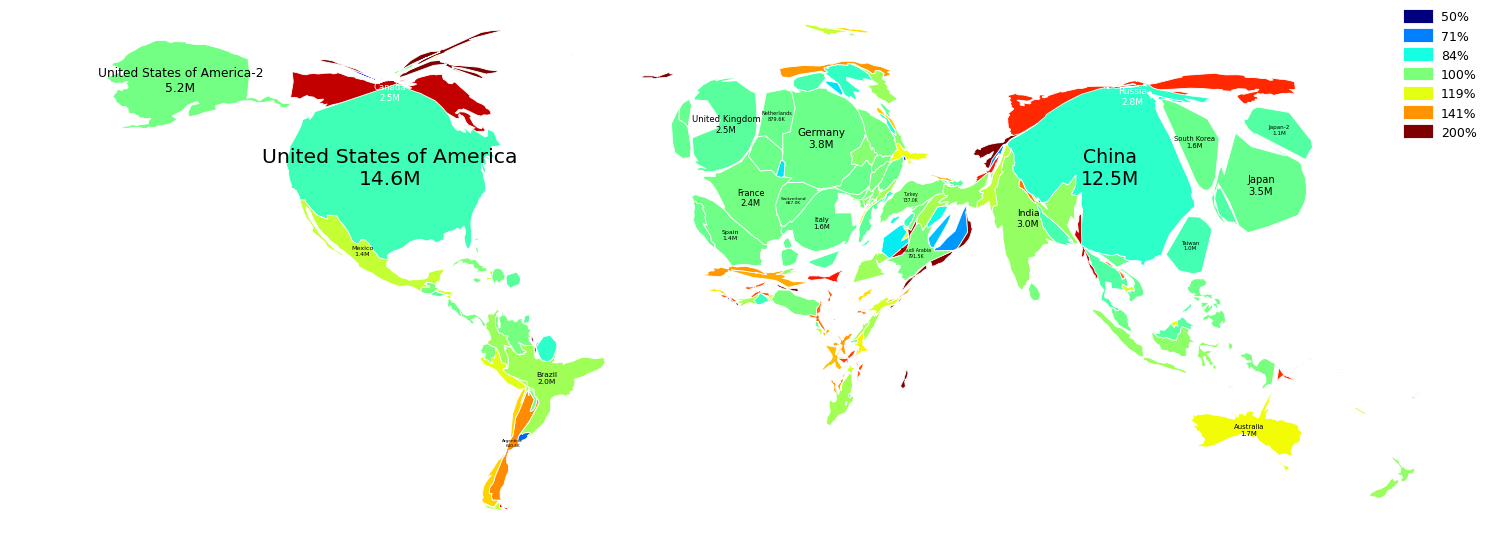 50%
71%
84%
100%
119%
141%
200%
United States of America-2
5.2M
Canada
2.5M
United States of America
14.6M
Mexico
1.4M
Brazil
2.0M
Argentina
United Kingdom
2.5M
Netherlands
879.6K
Germany
3.8M
France
2.4M
Switzerland
667.0K
Italy
1.6M
Spain
1.4M
Turkey
737.0K
Saudi Arabia
791.5K
Russia
2.8M
China
12.5M
India
3.0M
South Korea
1.6M
Japan-2
1.1M
Japan
3.5M
Taiwan
1.0M
Australia
1.7M